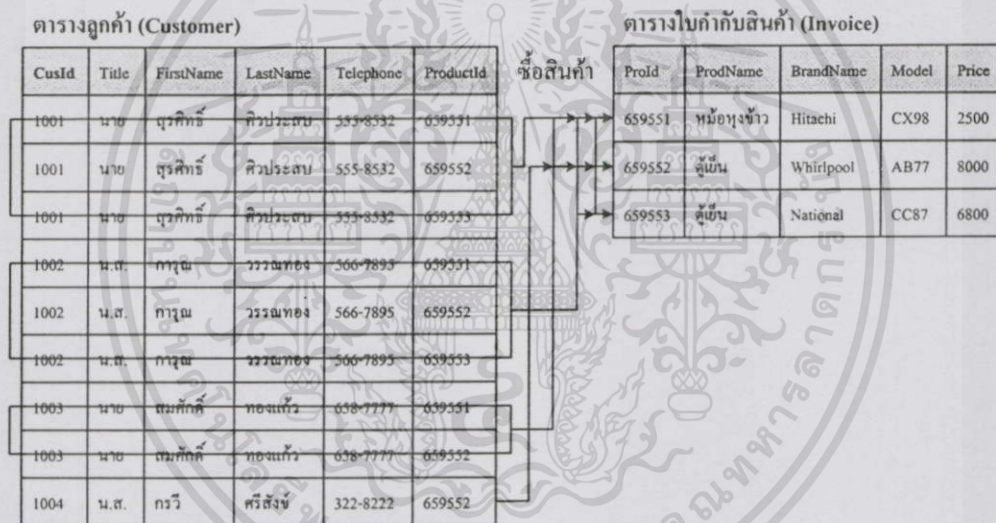 ตารางลูกค้า (Customer)
CusId Title FirstName LastName Telephone ProductId
1001 นาย สุรศิทธิ์ ศิวประสบ 555-8532 659551
1001 นาย สุรศิทธิ์ ศิวประสบ 555-8532 659552
1001 นาย สุรศิทธิ์ ศิวประสบ 555-8532 659553
1002 น.ส. การุณ วรรณทอง 566-7895 659551
1002 น.ส. การุณ วรรณทอง 566-7895 659552
1002 น.ส. การุณ วรรณทอง 566-7895 659553
1003 นาย สมศักดิ์ ทองแก้ว 638-7777 659551
1003 นาย สมศักดิ์ ทองแก้ว 638-7777 659552
1004 น.ส. กรวี ศรีสังข์ 322-8222 659552
ซื้อสินค้า
ตารางใบกำกับสินค้า (Invoice)
ProId ProdName BrandName Model Price
659551 หม้อหุงข้าว Hitachi CX98 2500
659552 ตู้เย็น Whirlpool AB77 8000
659553 ตู้เย็น National CC87 6800